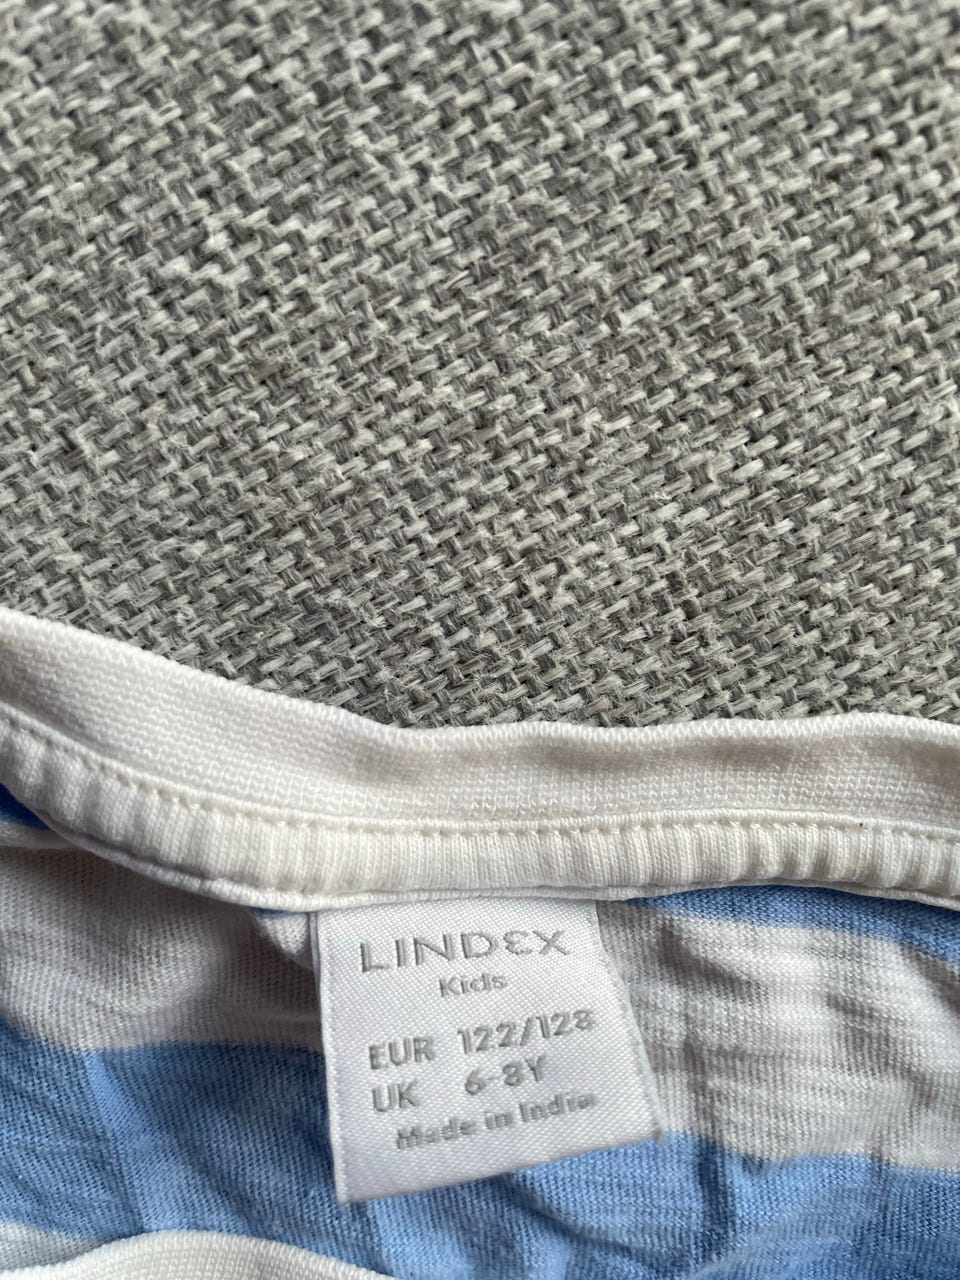 LINDEX
Kids
EUR 122/128
UK 6-8Y
Made in India